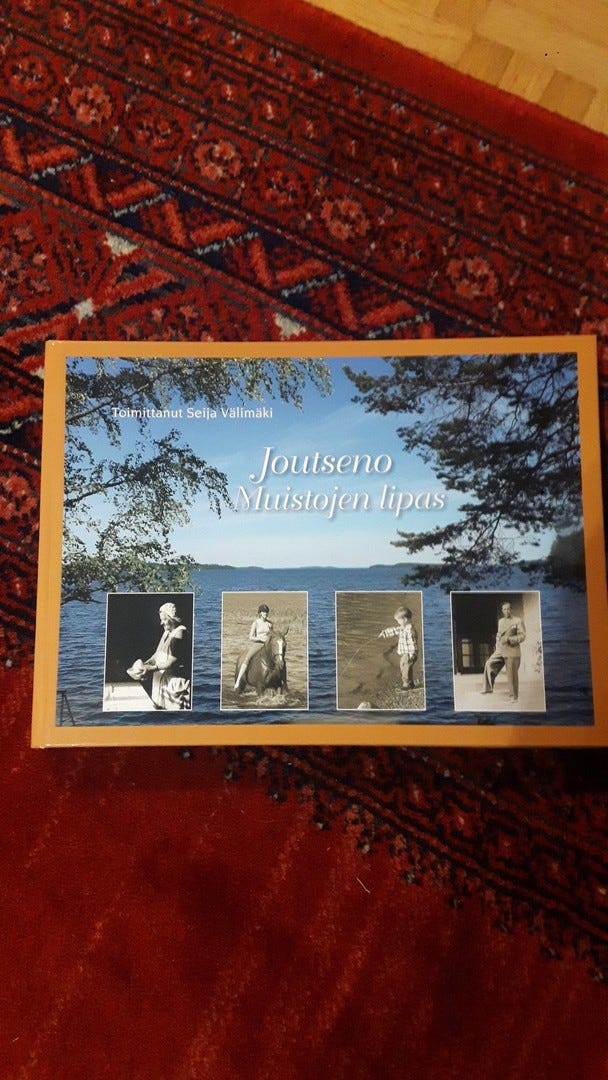 Toimittanut Seija Välimäki
Joutseno
Muistojen lipas